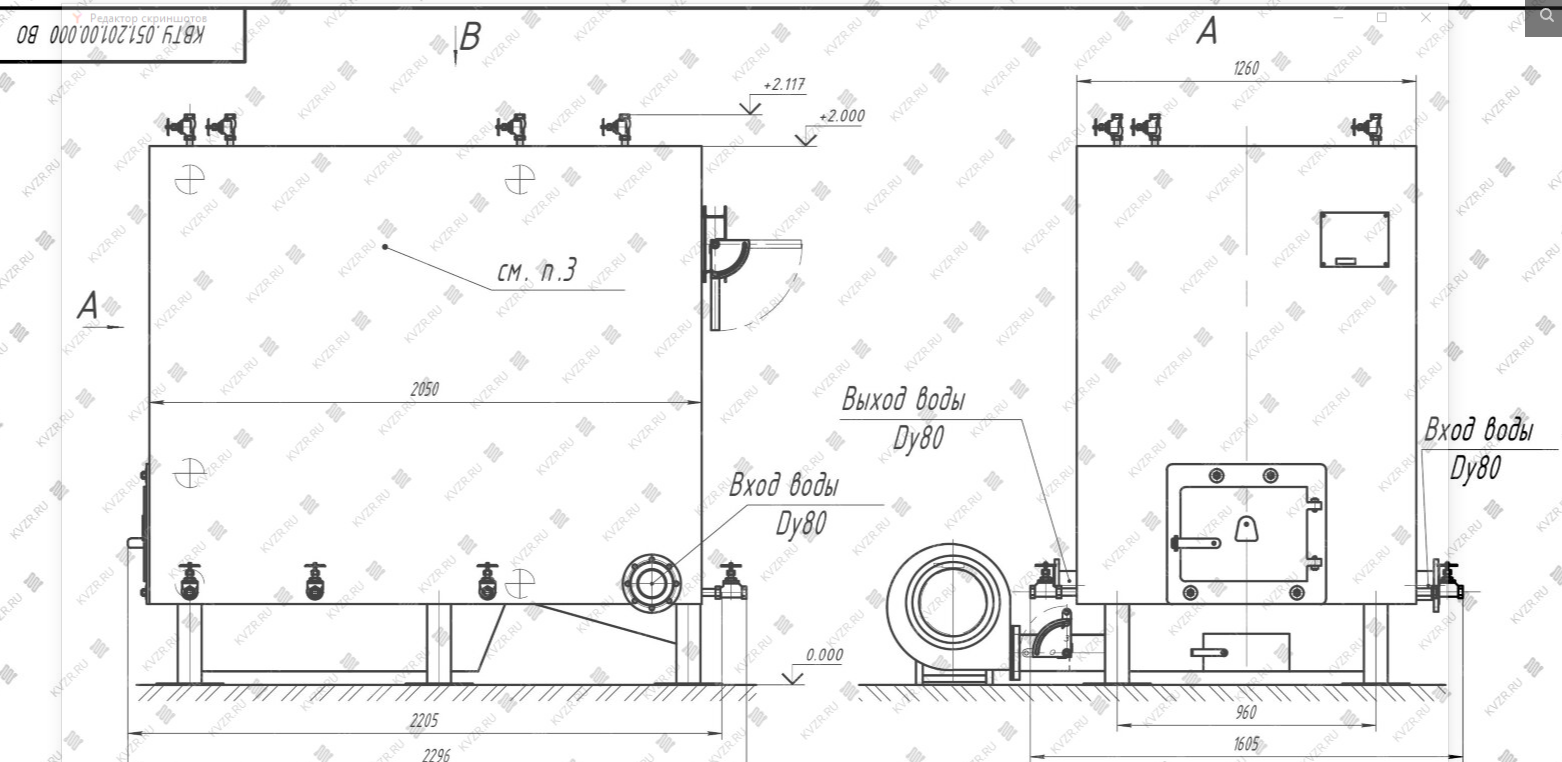 Редактор скриншотов
КВТУ.051.201.00.000 ВО
В
А
+2.117
+2.000
1260
см. п.3
А
2050
Выход воды
Dy80
Вход воды
Dy80
Вход воды
Dy80
0.000
2205
2296
960
1605
KVZR.RU